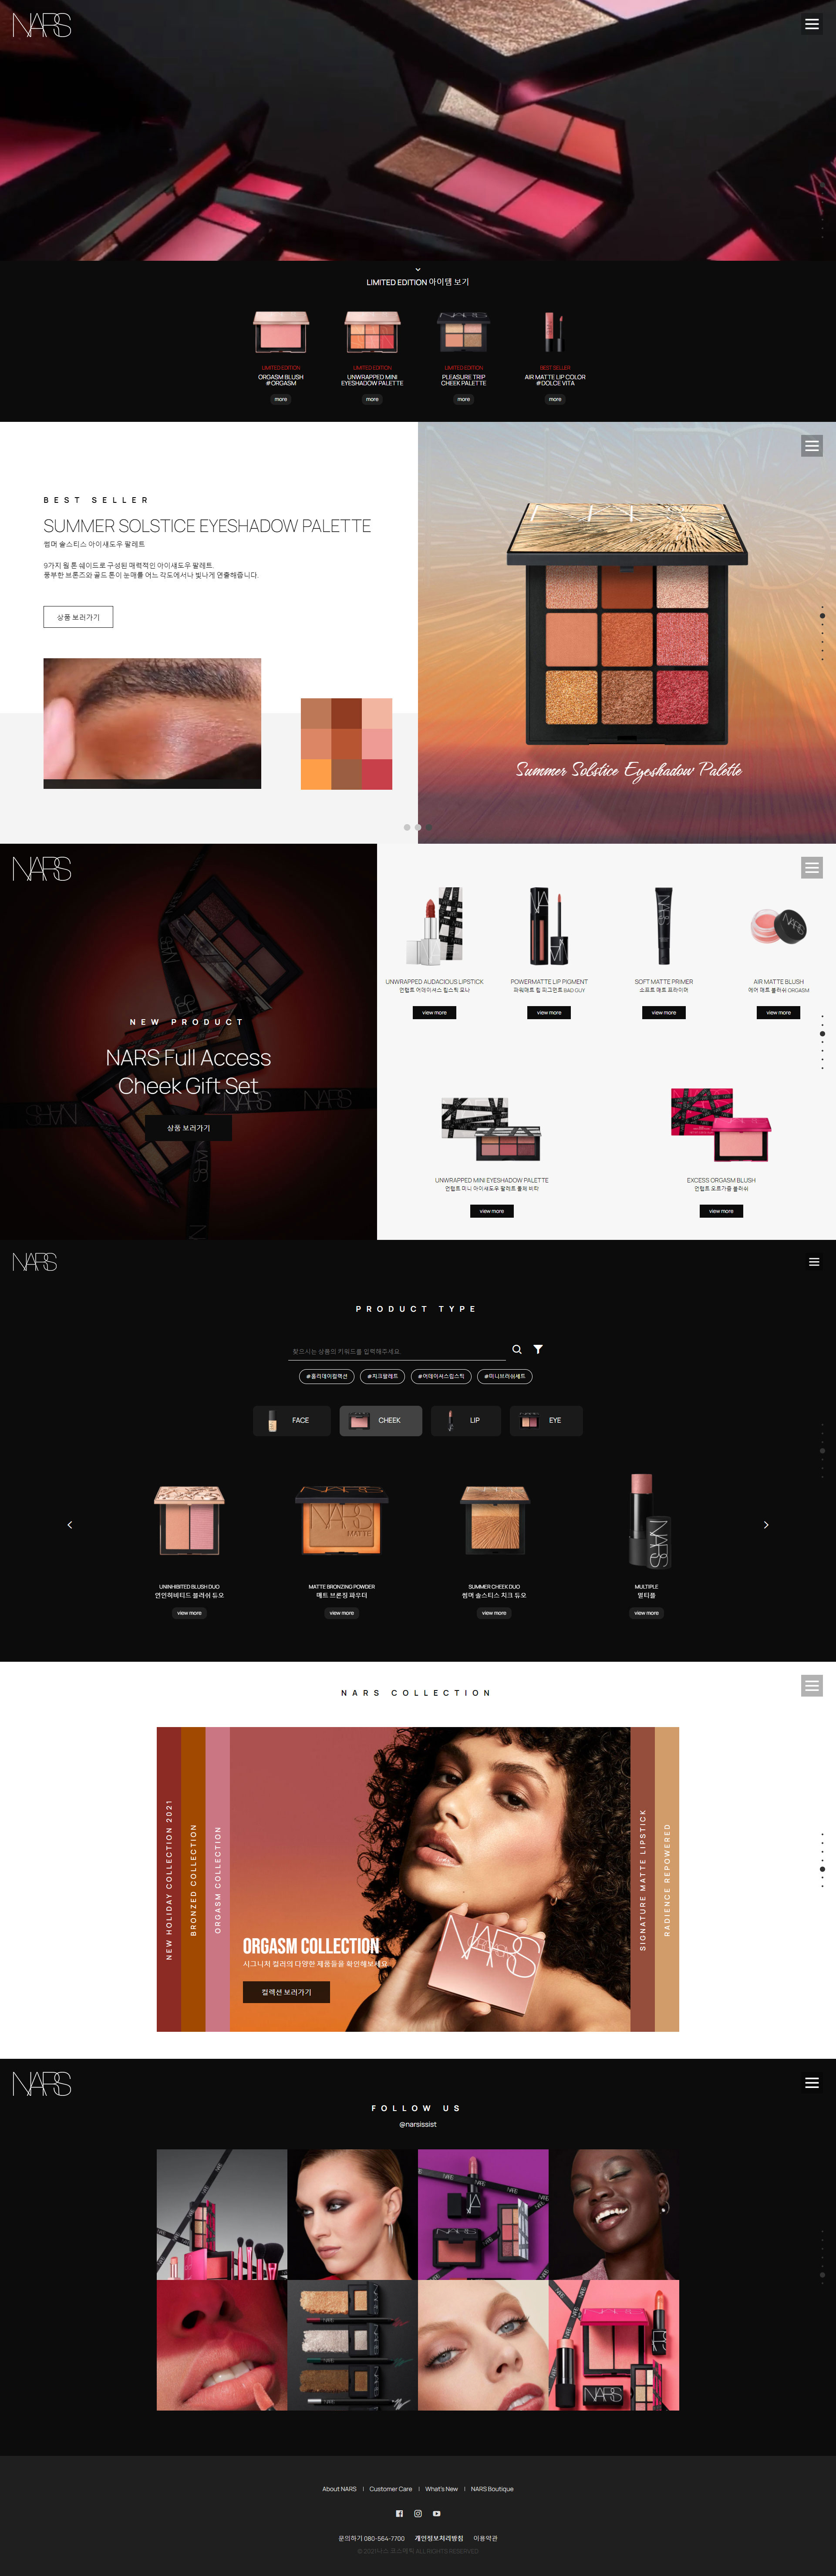 NARS
LIMITED EDITION 아이템 보기
LIMITED EDITION
ORGASM BLUSH
#ORGASM
more
LIMITED EDITION
UNWRAPPED MINI
EYESHADOW PALETTE
more
LIMITED EDITION
PLEASURE TRIP
CHEEK PALETTE
more
BEST SELLER
AIR MATTE LIP COLOR
#DOLCE VITA
more
BEST SELLER
SUMMER SOLSTICE EYESHADOW PALETTE
썸머 솔스티스 아이섀도우 팔레트
9가지 웜 톤 쉐이드로 구성된 매력적인 아이섀도우 팔레트.
풍부한 브론즈와 골드 톤이 눈매를 어느 각도에서나 빛나게 연출해줍니다.
상품 보러가기
Summer Solstice Eyeshadow Palette
NARS
NEW PRODUCT
NARS Full Access
Cheek Gift Set
상품 보러가기
UNWRAPPED AUDACIOUS LIPSTICK
언랩트 어데이셔스 립스틱 모나
view more
POWERMATTE LIP PIGMENT
파워매트 립 피그먼트 BAD GUY
view more
SOFT MATTE PRIMER
소프트 매트 프라이머
view more
AIR MATTE BLUSH
에어 매트 블러쉬 ORGASM
view more
UNWRAPPED MINI EYESHADOW PALETTE
언랩트 미니 아이섀도우 팔레트 돌체 비타
view more
EXCESS ORGASM BLUSH
언랩트 오르가즘 블러쉬
view more
NARS
PRODUCT TYPE
찾으시는 상품의 키워드를 입력해주세요.
#홀리데이컬렉션
#치크팔레트
#어데이셔스립스틱
#미니브러쉬세트
FACE
CHEEK
LIP
EYE
NARS
MATTE
NARS
UNINHIBITED BLUSH DUO
언인히비티드 블러쉬 듀오
view more
MATTE BRONZING POWDER
매트 브론징 파우더
view more
SUMMER CHEEK DUO
썸머 솔스티스 치크 듀오
view more
MULTIPLE
멀티플
view more
NARS COLLECTION
NEW HOLIDAY COLLECTION 2021
BRONZED COLLECTION
ORGASM COLLECTION
ORGASM COLLECTION
시그니처 컬러의 다양한 제품들을 확인해보세요.
컬렉션 보러가기
NARS
SIGNATURE MATTE LIPSTICK
RADIENCE REPOWERED
NARS
FOLLOW US
@narsissist
NARS
About NARS | Customer Care | What's New | NARS Boutique
문의하기 080-564-7700 개인정보처리방침 이용약관